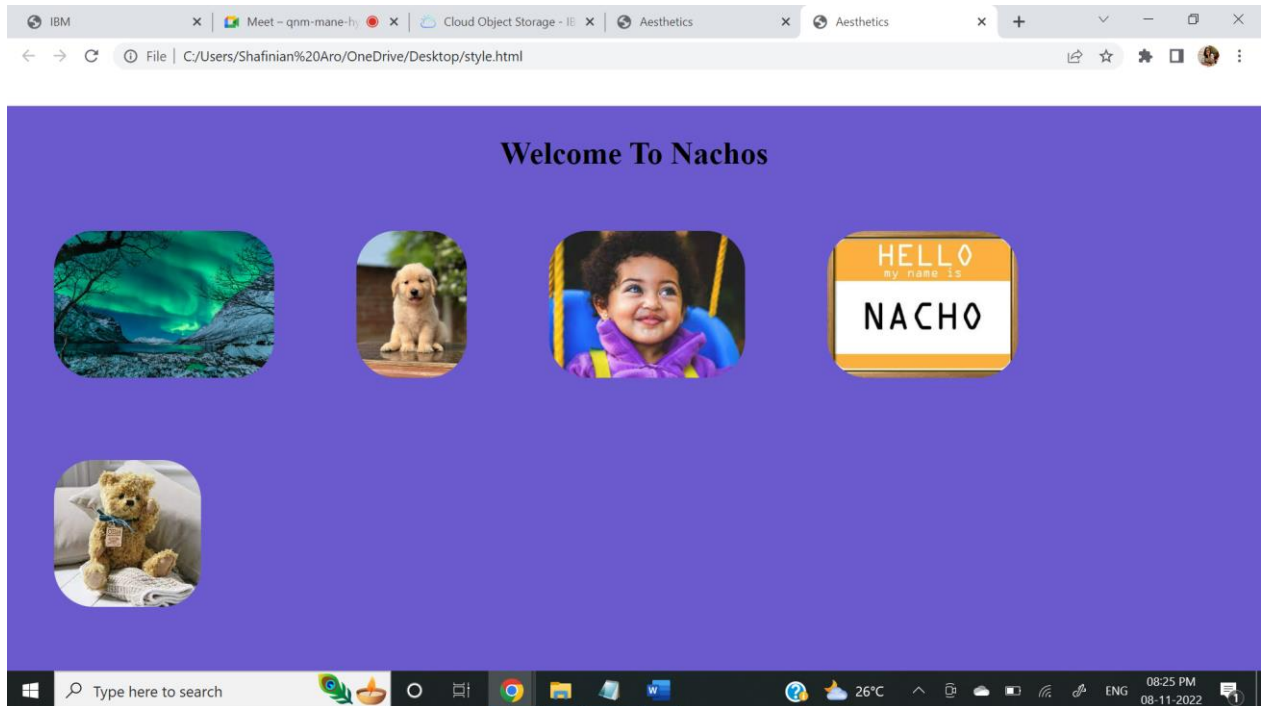 IBM
Meet – qnm-mane-hy
Cloud Object Storage - IB
Aesthetics
Aesthetics
File | C:/Users/Shafinian%20Aro/OneDrive/Desktop/style.html
Welcome To Nachos
HELLO
my name is
NACHO
Type here to search
26°C
ENG
08:25 PM
08-11-2022
1